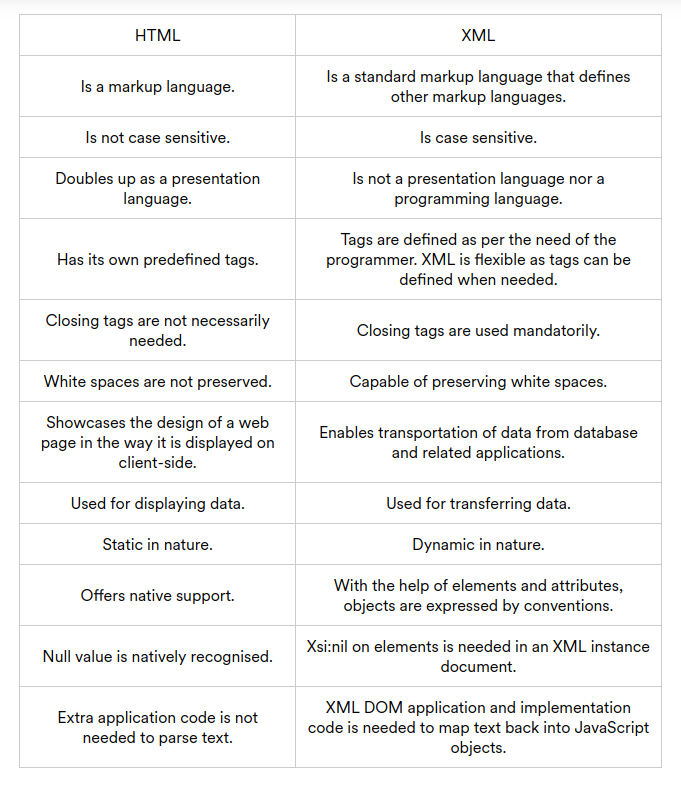 HTML
XML
Is a markup language.
Is a standard markup language that defines
other markup languages.
Is not case sensitive.
Is case sensitive.
Doubles up as a presentation
language.
Is not a presentation language nor a
programming language.
Has its own predefined tags.
Tags are defined as per the need of the
programmer. XML is flexible as tags can be
defined when needed.
Closing tags are not necessarily
needed.
Closing tags are used mandatorily.
White spaces are not preserved.
Capable of preserving white spaces.
Showcases the design of a web
page in the way it is displayed on
client-side.
Enables transportation of data from database
and related applications.
Used for displaying data.
Used for transferring data.
Static in nature.
Dynamic in nature.
Offers native support.
With the help of elements and attributes,
objects are expressed by conventions.
Null value is natively recognised.
Xsi:nil on elements is needed in an XML instance
document.
Extra application code is not
needed to parse text.
XML DOM application and implementation
code is needed to map text back into JavaScript
objects.